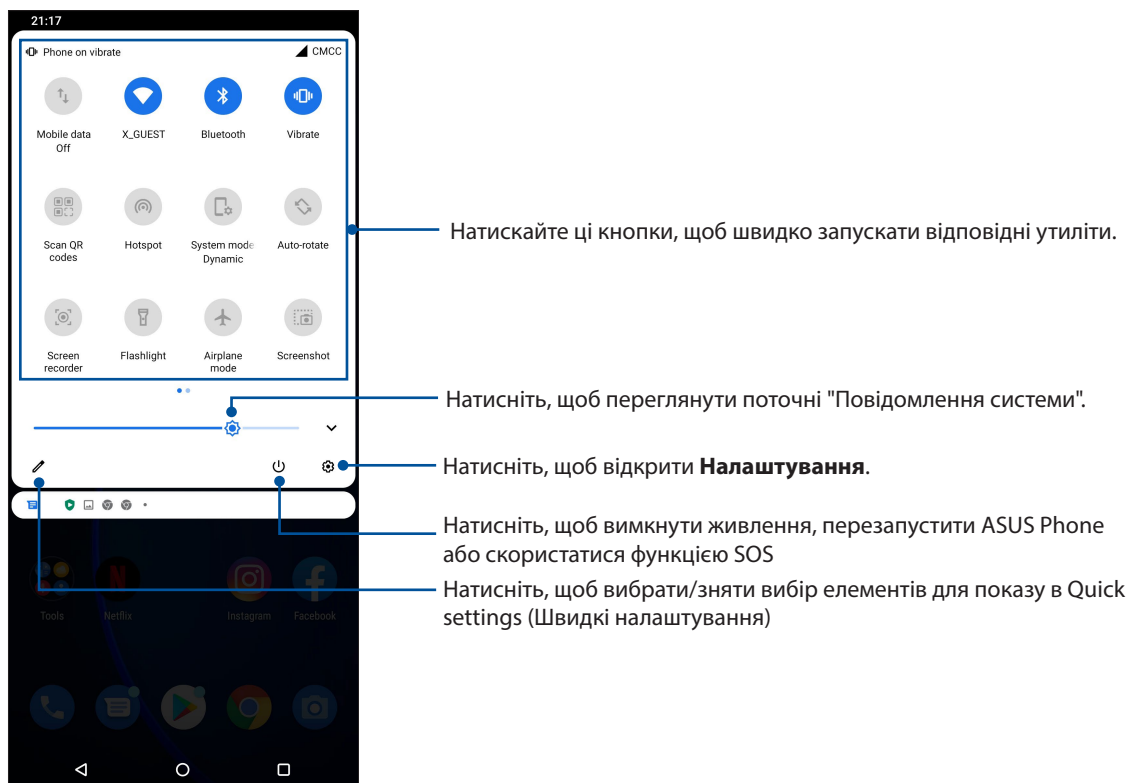 21:17
Phone on vibrate
CMCC
Mobile data
Off
X_GUEST
Bluetooth
Vibrate
Scan QR
codes
Hotspot
System mode
Dynamic
Auto-rotate
Screen
recorder
Flashlight
Airplane
mode
Screenshot
Натискайте ці кнопки, щоб швидко запускати відповідні утиліти.
Натисніть, щоб переглянути поточні "Повідомлення системи".
Натисніть, щоб відкрити Налаштування.
Натисніть, щоб вимкнути живлення, перезапустити ASUS Phone
або скористатися функцією SOS
Натисніть, щоб вибрати/зняти вибір елементів для показу в Quick
settings (Швидкі налаштування)
Tools
Netflix
Instagram
Facebook